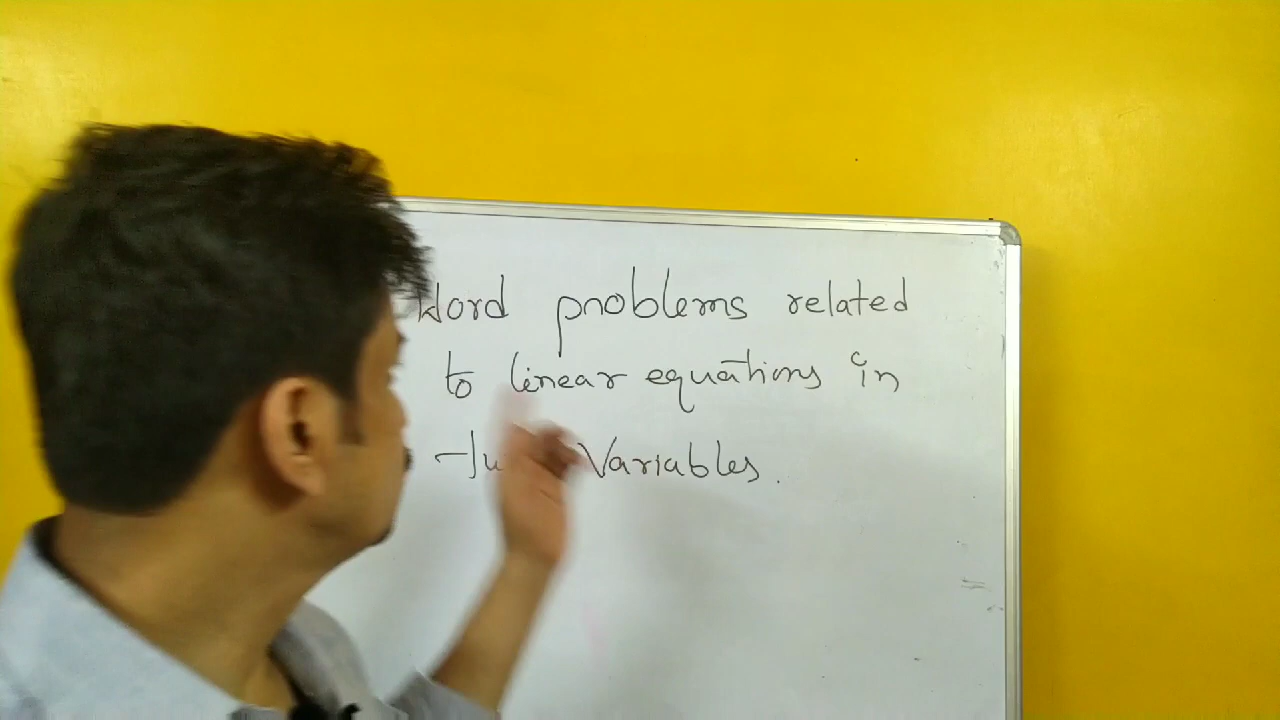 Word problems related
to linear equations in
Variables.